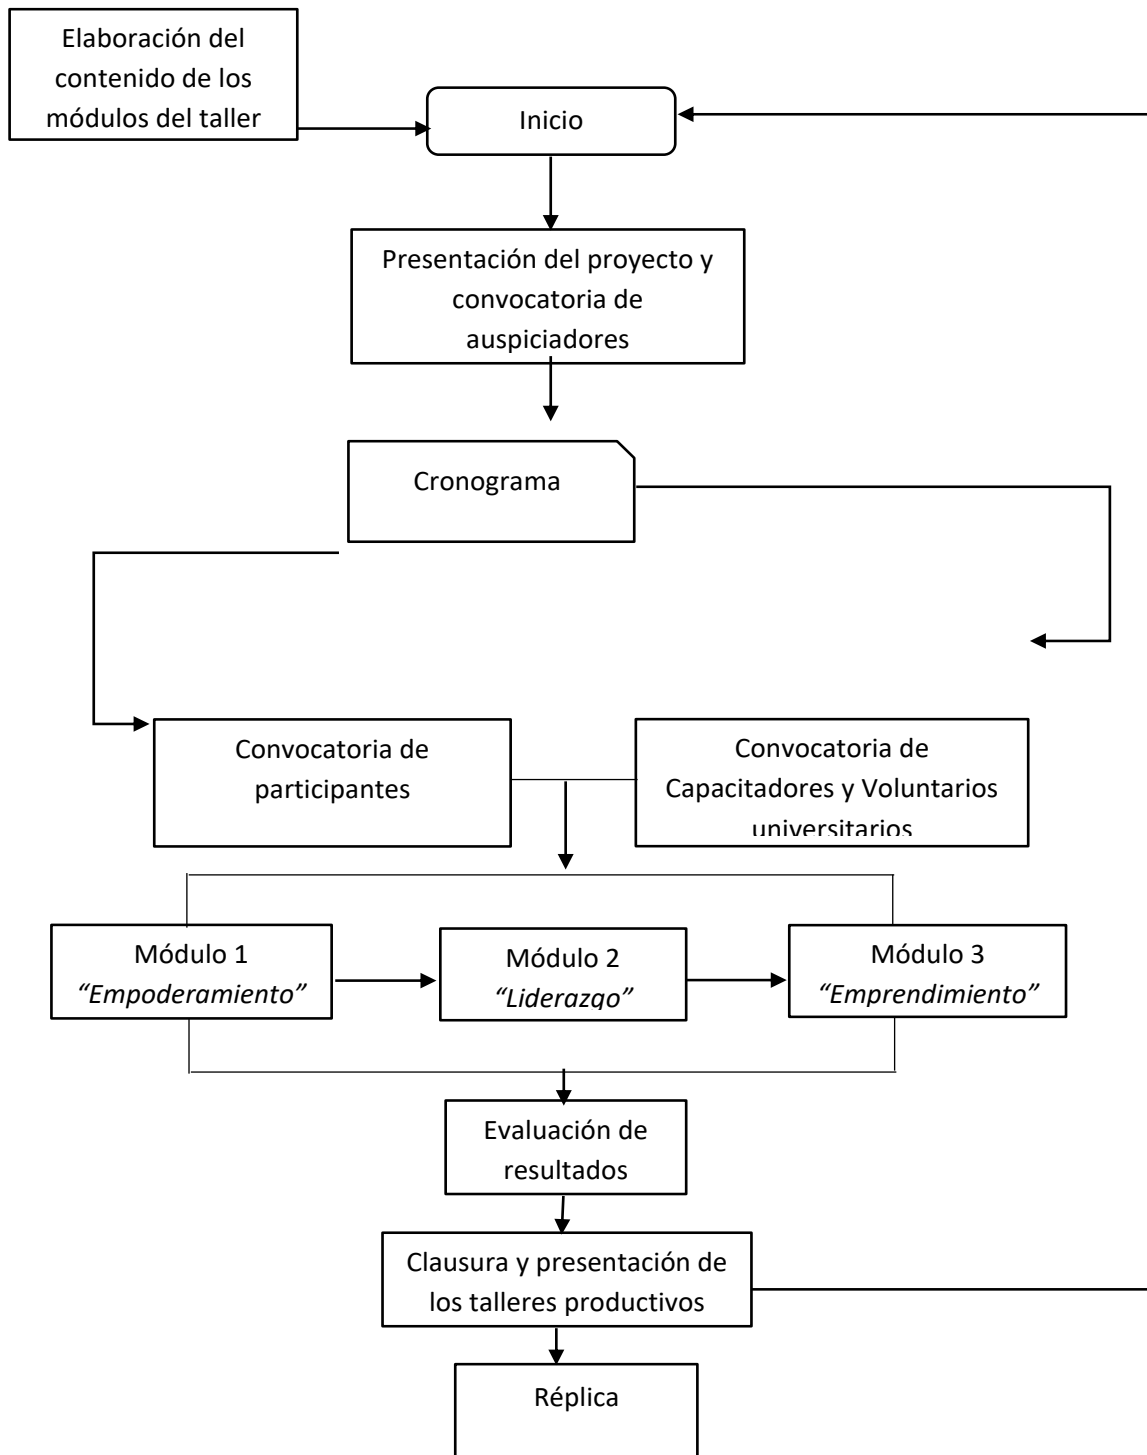 Elaboración del
contenido de los
módulos del taller
Inicio
Presentación del proyecto y
convocatoria de
auspiciadores
Cronograma
Convocatoria de
participantes
Convocatoria de
Capacitadores y Voluntarios
universitarios
Módulo 1
“Empoderamiento”
Módulo 2
“Liderazgo”
Módulo 3
“Emprendimiento”
Evaluación de
resultados
Clausura y presentación de
los talleres productivos
Réplica